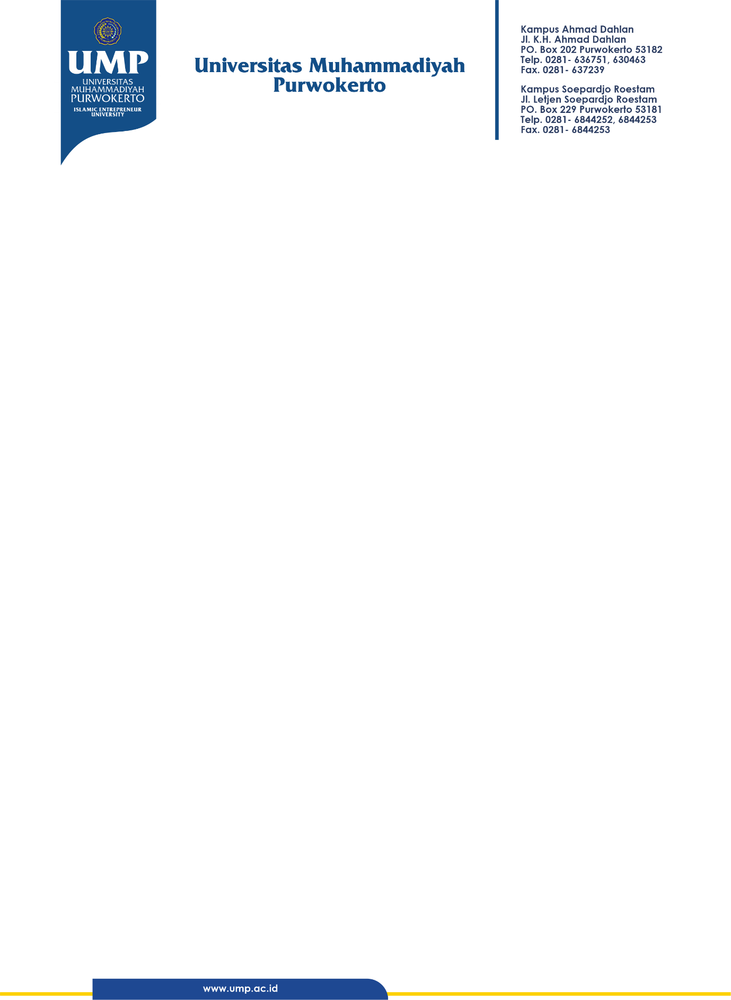 UMP
UNIVERSITAS
MUHAMMADIYAH
PURWOKERTO
ISLAMIC ENTREPRENEUR
UNIVERSITY
Universitas Muhammadiyah
Purwokerto
Kampus Ahmad Dahlan
Jl. K.H. Ahmad Dahlan
PO. Box 202 Purwokerto 53182
Telp. 0281- 636751, 630463
Fax. 0281- 637239
Kampus Soepardjo Roestam
Jl. Letjen Soepardjo Roestam
PO. Box 229 Purwokerto 53181
Telp. 0281- 6844252, 6844253
Fax. 0281- 6844253
www.ump.ac.id